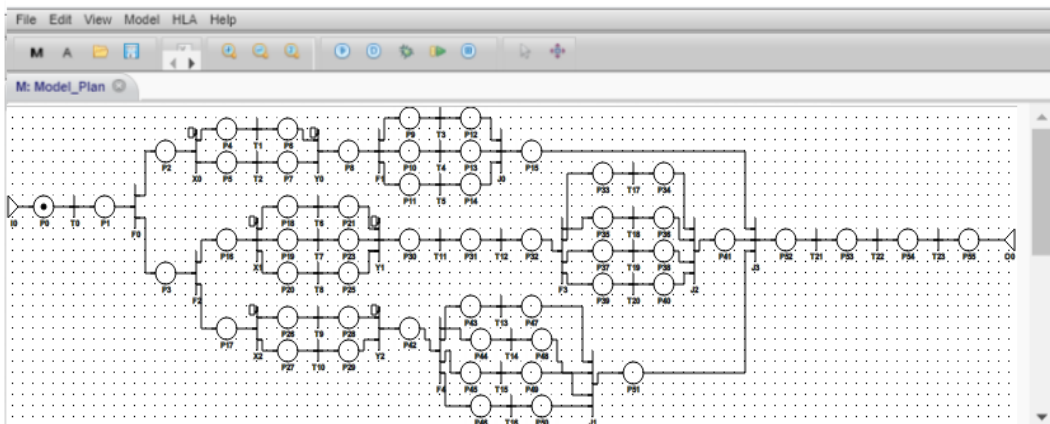 File Edit View Model HLA Help
M A
M: Model_Plan
P4 T1 P6
P9 T3 P12
P2 X0 P5 T2 P7 Y0 P8 F1 P10 T4 P13 J0 P15
P11 T5 P14
P33 T17 P34
I0 P0 T0 P1 F0
P18 T6 P21
P35 T18 P36
P16 X1 P19 T7 P23 Y1 P30 T11 P31 T12 P32 P41 J3 P52 T21 P53 T22 P54 T23 P55 O0
F3 P37 T19 P38 J2
P3 F2 P25 T8
P39 T20 P40
P43 T13 P47
P17 X2 P26 T9 P28 Y2 P42
P44 T14 P48
P27 T10 P29
F4 P45 T15 P49 P51
P46 T16 P50 J1